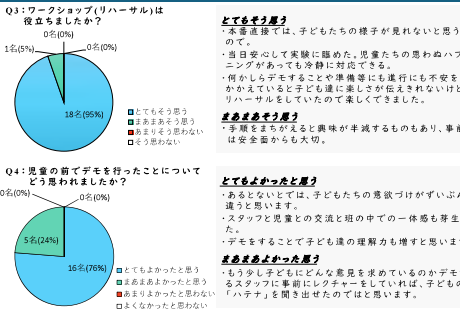 Q3：ワークショップ(リハーサル)は
役立ちましたか？
0名(0%)
1名(5%)
0名(0%)
18名(95%)
とてもそう思う
まあまあそう思う
あまりそう思わない
そう思わない
とてもそう思う
・本番直前では、子どもたちの様子が見れないと思う
ので。
・当日安心して実験に臨めた。児童たちの思わぬハプ
ニングがあっても冷静に対応できる。
・何かしらデモすることや準備等にも進行にも不安を
かかえていると子ども達に楽しさが伝えきれないけど
リハーサルをしていたので楽しくできました。
まあまあそう思う
・手順をまちがえると興味が半減するものもあり、事前
は安全面からも大切。
Q4：児童の前でデモを行ったことについて
どう思われましたか？
0名(0%)
0名(0%)
5名(24%)
16名(76%)
とてもよかったと思う
まあまあよかったと思う
あまりよかったと思わない
よくなかったと思わない
とてもよかったと思う
・あるとないとでは、子どもたちの意欲づけがずいぶん
違うと思います。
・スタッフと児童との交流と班の中での一体感も芽生
た。
・デモをすることで子ども達の理解力も増すと思いま
まあまあよかったと思う
・もう少し子どもにどんな意見を求めているのかデモ
るスタッフに事前にレクチャーをしていれば、子どもの
「ハテナ」を聞き出せたのではと思います。